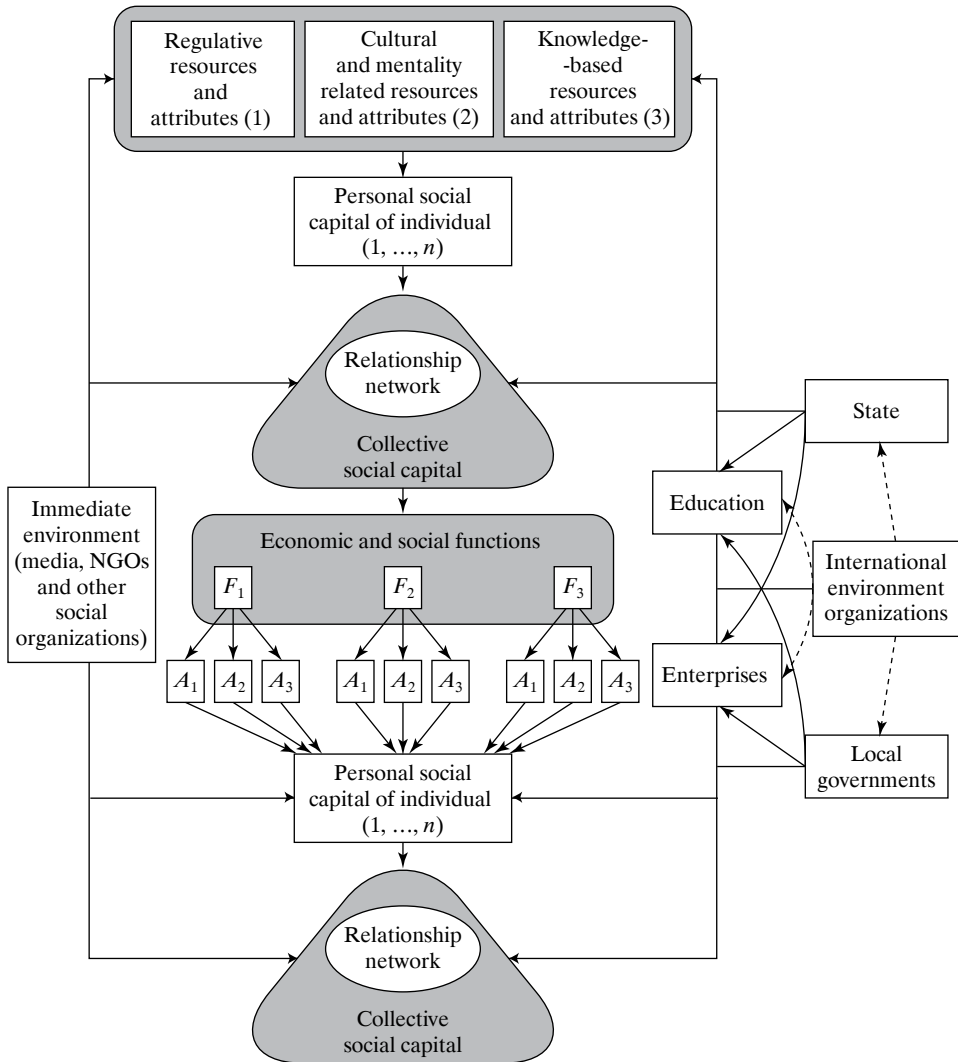 Regulative
resources
and
attributes (1)
Cultural
and mentality
related resources
and attributes (2)
Knowledge-
-based
resources
and attributes (3)
Personal social
capital of individual
(1, …, n)
Relationship
network
Collective
social capital
State
Education
Immediate
environment
(media, NGOs
and other
social
organizations)
Economic and social functions
F₁
F₂
F₃
International
environment
organizations
A₁
A₂
A₃
A₁
A₂
A₃
A₁
A₂
A₃
Enterprises
Personal social
capital of individual
(1, …, n)
Local
governments
Relationship
network
Collective
social capital